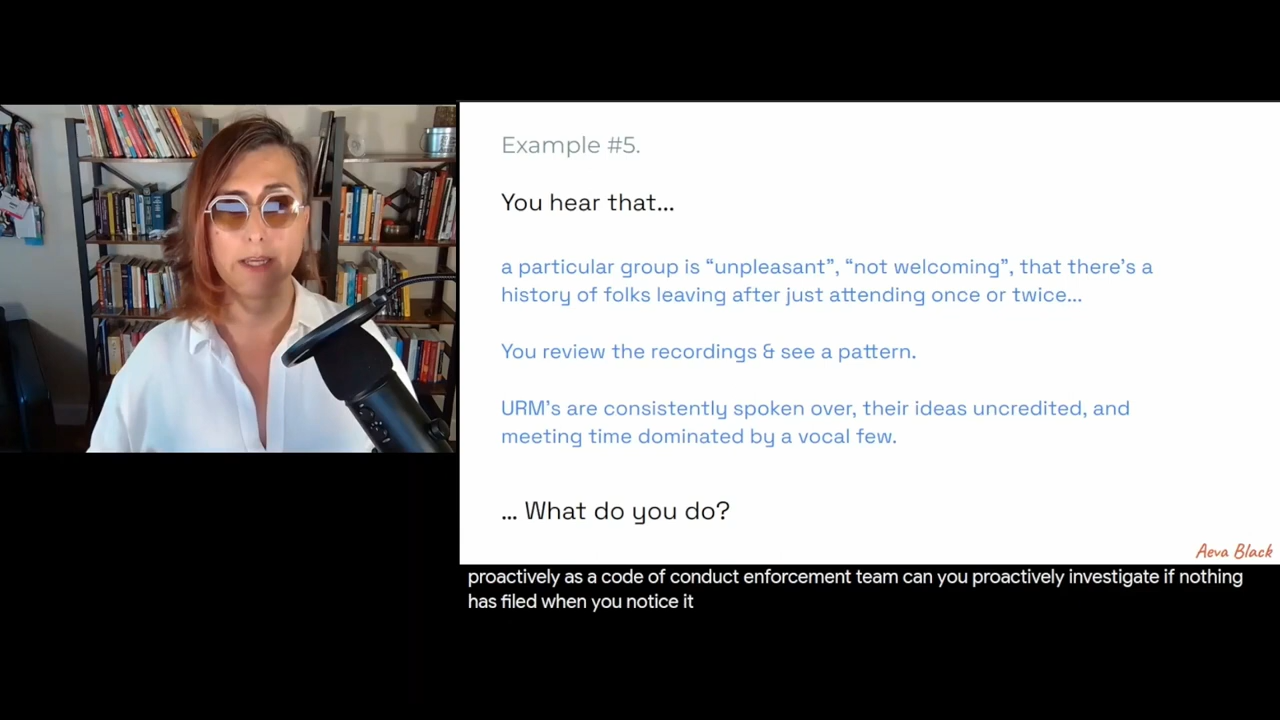 Example #5.
You hear that...
a particular group is “unpleasant”, “not welcoming”, that there's a
history of folks leaving after just attending once or twice...
You review the recordings & see a pattern.
URM's are consistently spoken over, their ideas uncredited, and
meeting time dominated by a vocal few.
... What do you do?
Aeva Black
proactively as a code of conduct enforcement team can you proactively investigate if nothing
has filed when you notice it